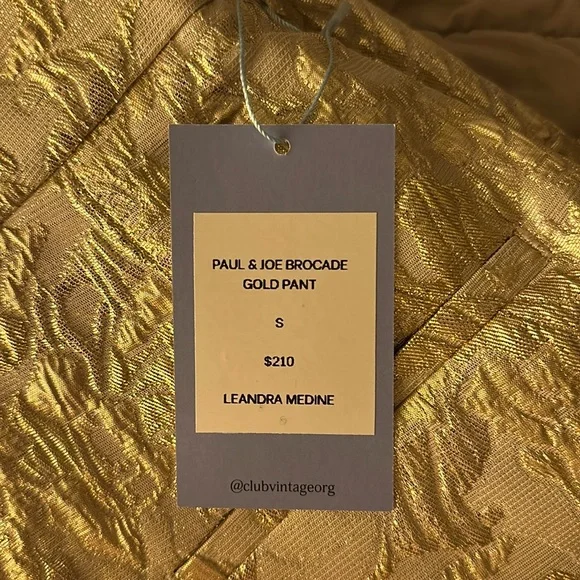 PAUL & JOE BROCADE
GOLD PANT
S
$210
LEANDRA MEDINE
@clubvintageorg